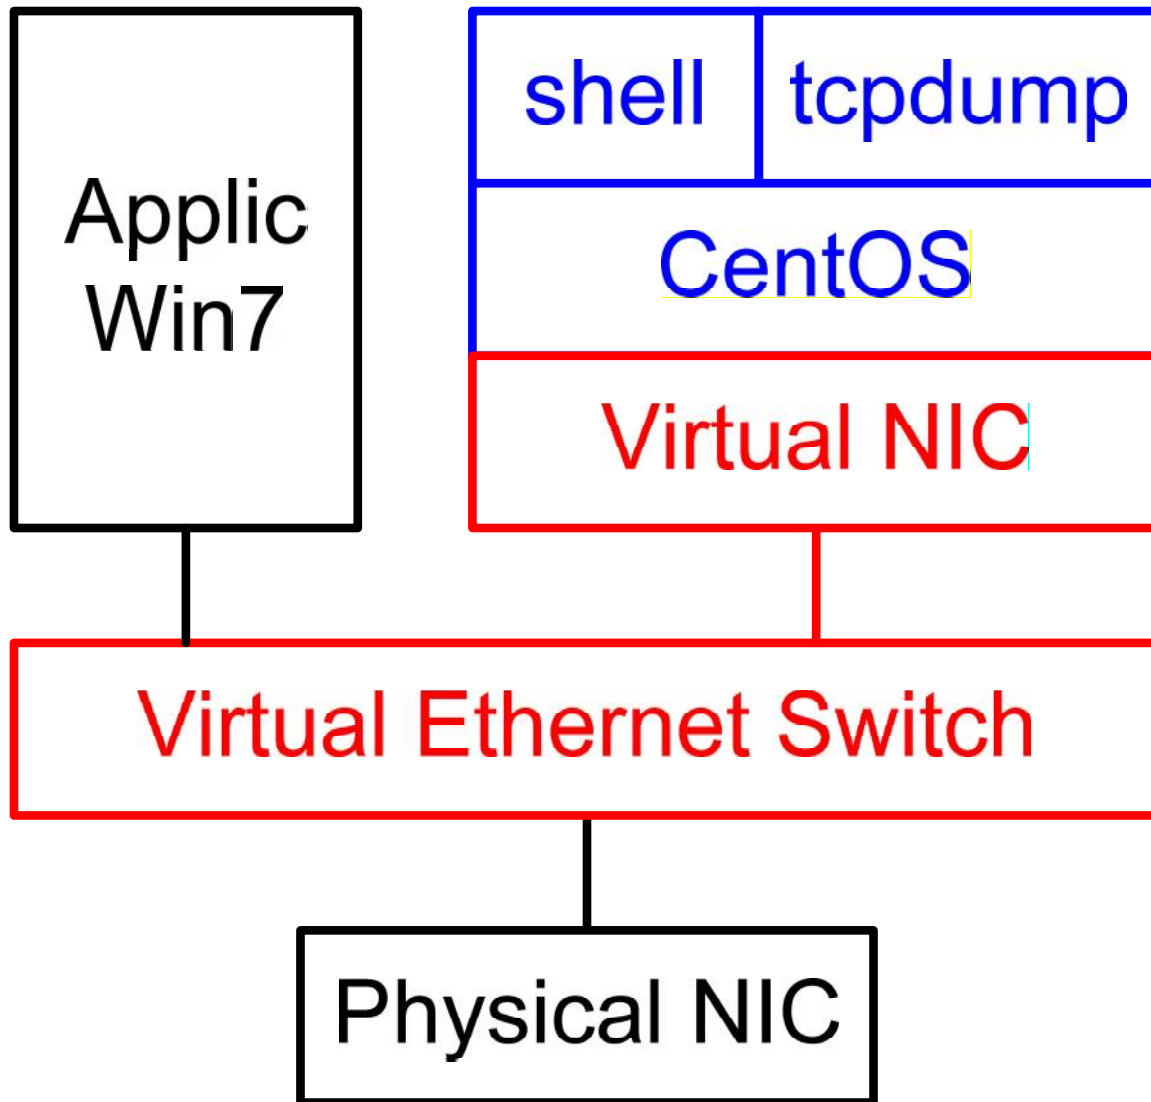 Applic
Win7
shell
tcpdump
CentOS
Virtual NIC
Virtual Ethernet Switch
Physical NIC